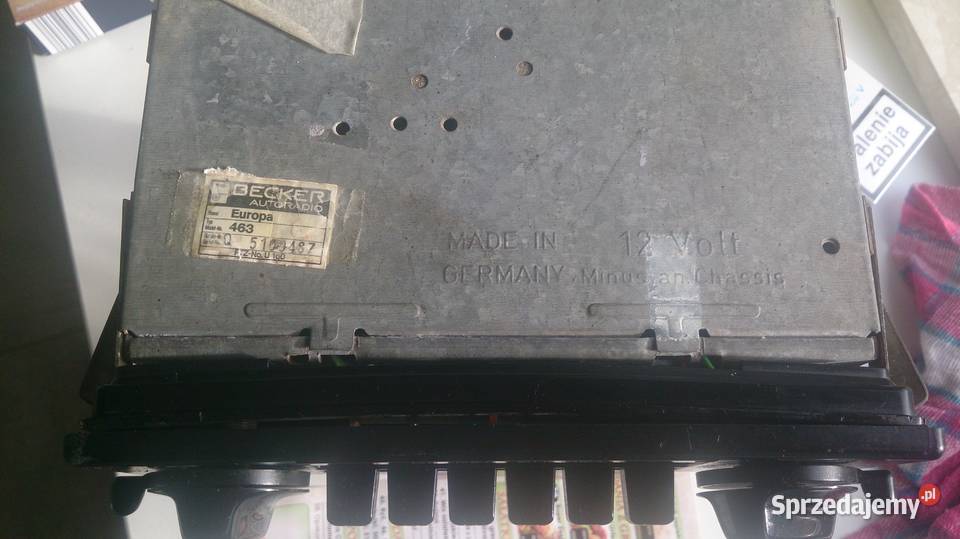 BECKER
AUTORADIO
Europa
463
Q
MADE IN 12 Volt
GERMANY Minus an Chassis
alenie
zabija
Sprzedajemy.pl